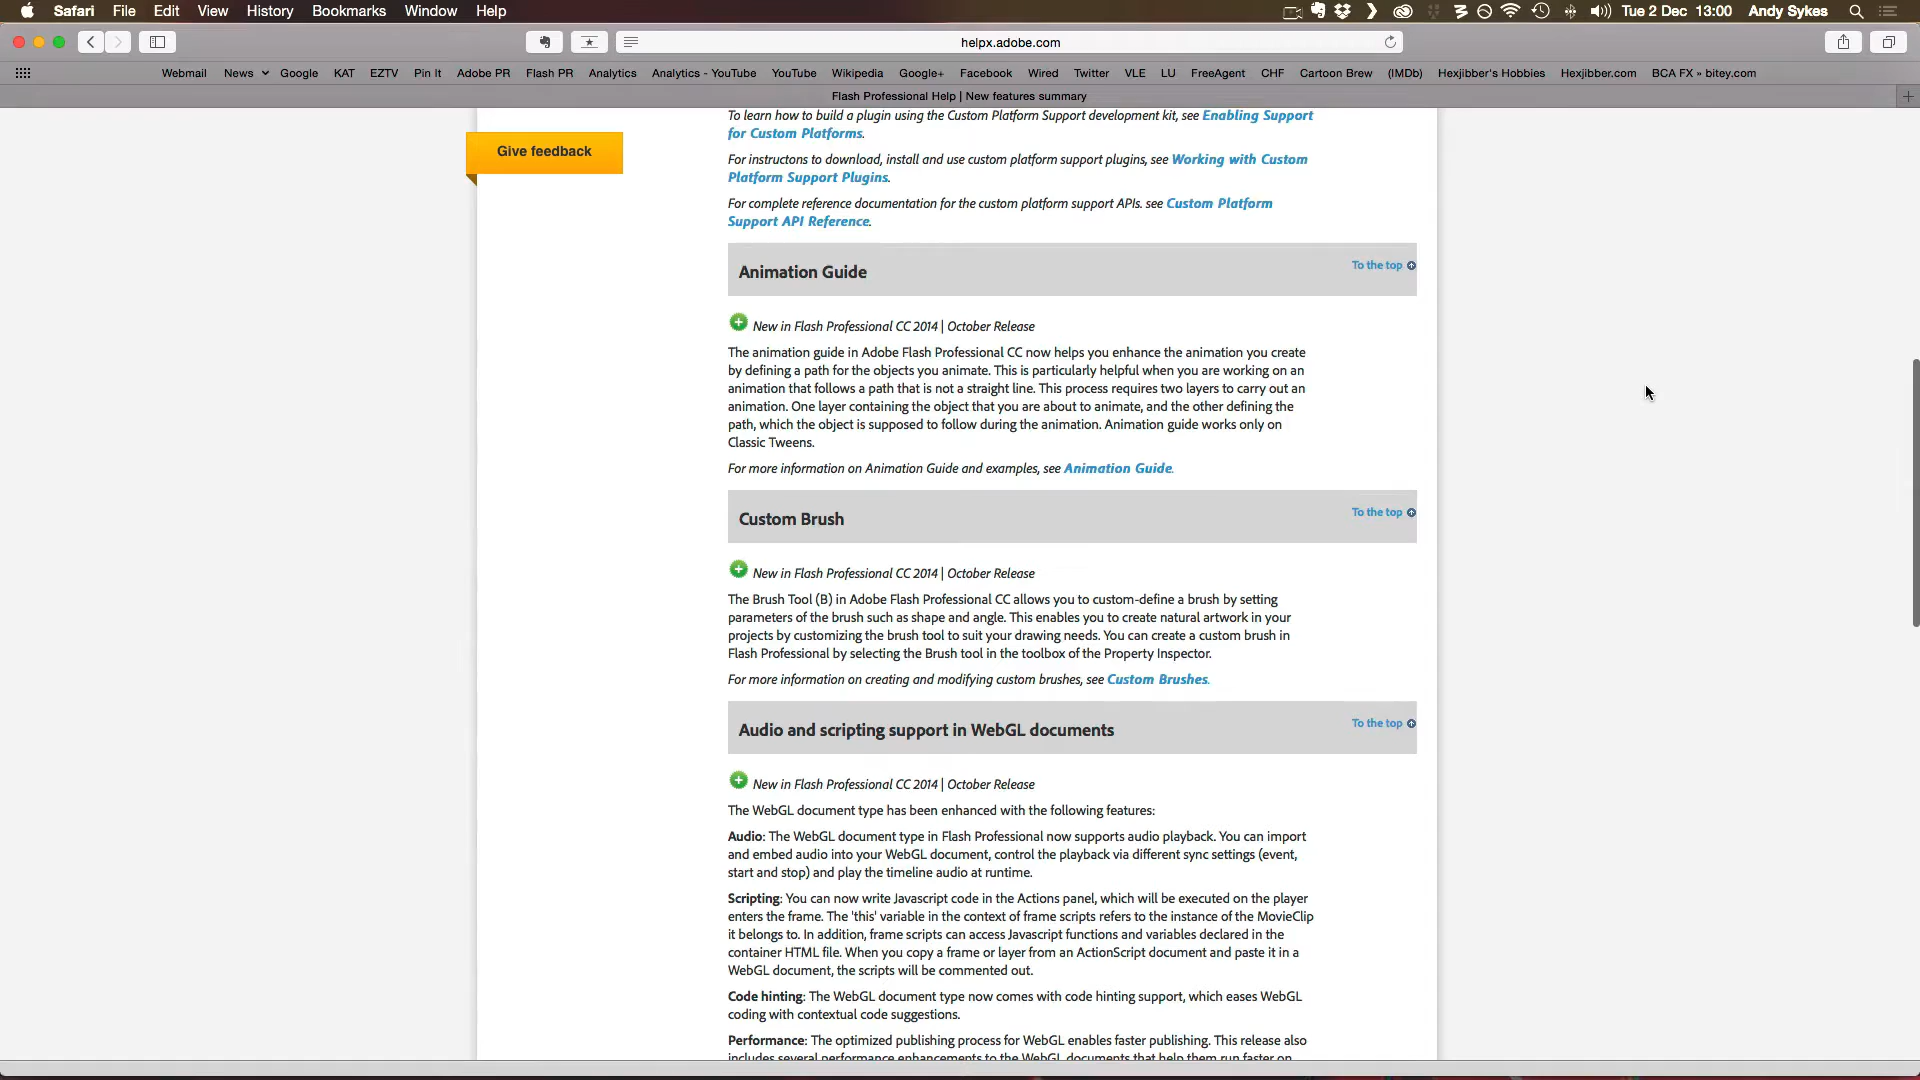 Safari File Edit View History Bookmarks Window Help Tue 2 Dec 13:00 Andy Sykes
helpx.adobe.com
Webmail News Google KAT EZTV Pin It Adobe PR Flash PR Analytics Analytics - YouTube YouTube Wikipedia Google+ Facebook Wired Twitter VLE LU FreeAgent CHF Cartoon Brew (IMDb) Hexjibber's Hobbies Hexjibber.com BCA FX » bitey.com
Flash Professional Help | New features summary
Give feedback
To learn how to build a plugin using the Custom Platform Support development kit, see Enabling Support
for Custom Platforms.
For instructons to download, install and use custom platform support plugins, see Working with Custom
Platform Support Plugins.
For complete reference documentation for the custom platform support APIs. see Custom Platform
Support API Reference.
Animation Guide To the top
New in Flash Professional CC 2014 | October Release
The animation guide in Adobe Flash Professional CC now helps you enhance the animation you create
by defining a path for the objects you animate. This is particularly helpful when you are working on an
animation that follows a path that is not a straight line. This process requires two layers to carry out an
animation. One layer containing the object that you are about to animate, and the other defining the
path, which the object is supposed to follow during the animation. Animation guide works only on
Classic Tweens.
For more information on Animation Guide and examples, see Animation Guide.
Custom Brush To the top
New in Flash Professional CC 2014 | October Release
The Brush Tool (B) in Adobe Flash Professional CC allows you to custom-define a brush by setting
parameters of the brush such as shape and angle. This enables you to create natural artwork in your
projects by customizing the brush tool to suit your drawing needs. You can create a custom brush in
Flash Professional by selecting the Brush tool in the toolbox of the Property Inspector.
For more information on creating and modifying custom brushes, see Custom Brushes.
Audio and scripting support in WebGL documents To the top
New in Flash Professional CC 2014 | October Release
The WebGL document type has been enhanced with the following features:
Audio: The WebGL document type in Flash Professional now supports audio playback. You can import
and embed audio into your WebGL document, control the playback via different sync settings (event,
start and stop) and play the timeline audio at runtime.
Scripting: You can now write Javascript code in the Actions panel, which will be executed on the player
enters the frame. The 'this' variable in the context of frame scripts refers to the instance of the MovieClip
it belongs to. In addition, frame scripts can access Javascript functions and variables declared in the
container HTML file. When you copy a frame or layer from an ActionScript document and paste it in a
WebGL document, the scripts will be commented out.
Code hinting: The WebGL document type now comes with code hinting support, which eases WebGL
coding with contextual code suggestions.
Performance: The optimized publishing process for WebGL enables faster publishing. This release also
includes several performance enhancements to the WebGL documents that help them run faster on